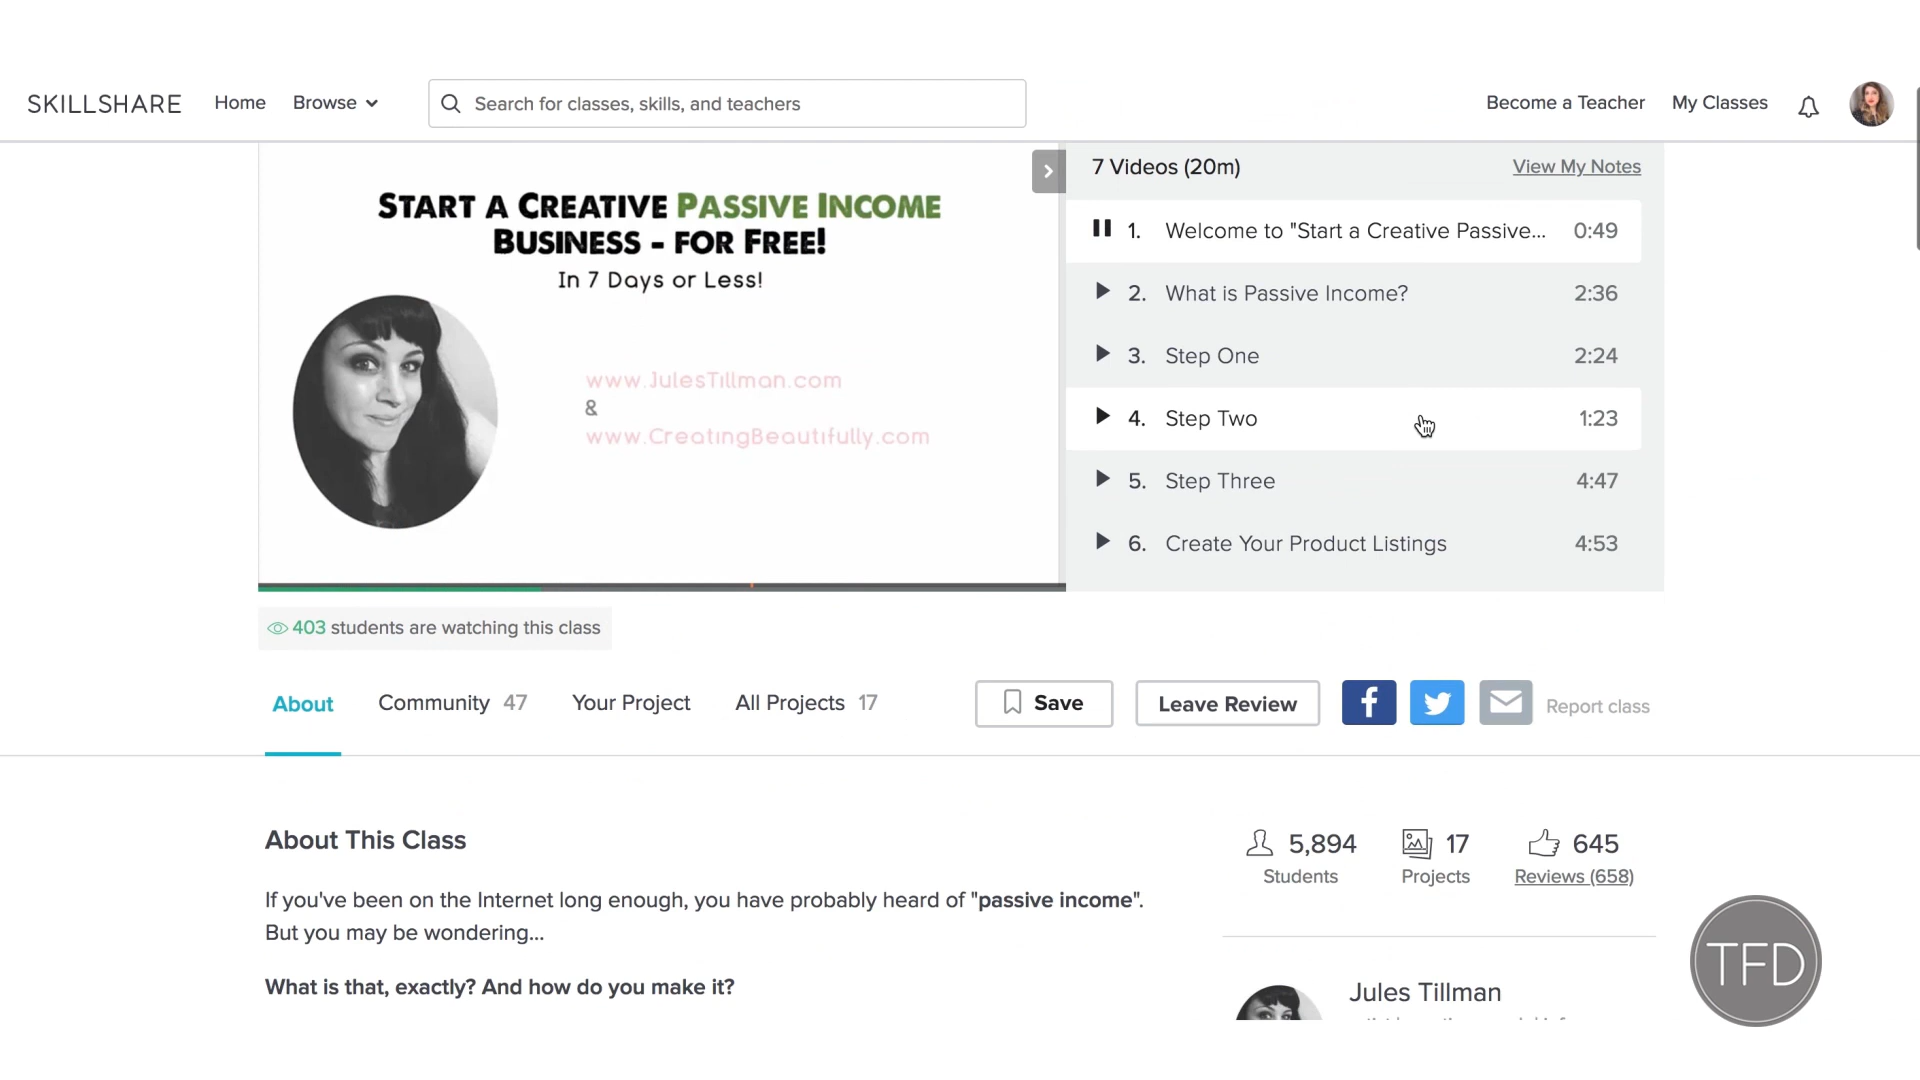 SKILLSHARE Home Browse Search for classes, skills, and teachers Become a Teacher My Classes
START A CREATIVE PASSIVE INCOME
BUSINESS - FOR FREE!
In 7 Days or Less!
www.JulesTillman.com
&
www.CreatingBeautifully.com
7 Videos (20m) View My Notes
1. Welcome to "Start a Creative Passive... 0:49
2. What is Passive Income? 2:36
3. Step One 2:24
4. Step Two 1:23
5. Step Three 4:47
6. Create Your Product Listings 4:53
403 students are watching this class
About Community 47 Your Project All Projects 17 Save Leave Review f Report class
About This Class
If you've been on the Internet long enough, you have probably heard of "passive income".
But you may be wondering...
What is that, exactly? And how do you make it?
5,894 17 645
Students Projects Reviews (658)
Jules Tillman
TFD